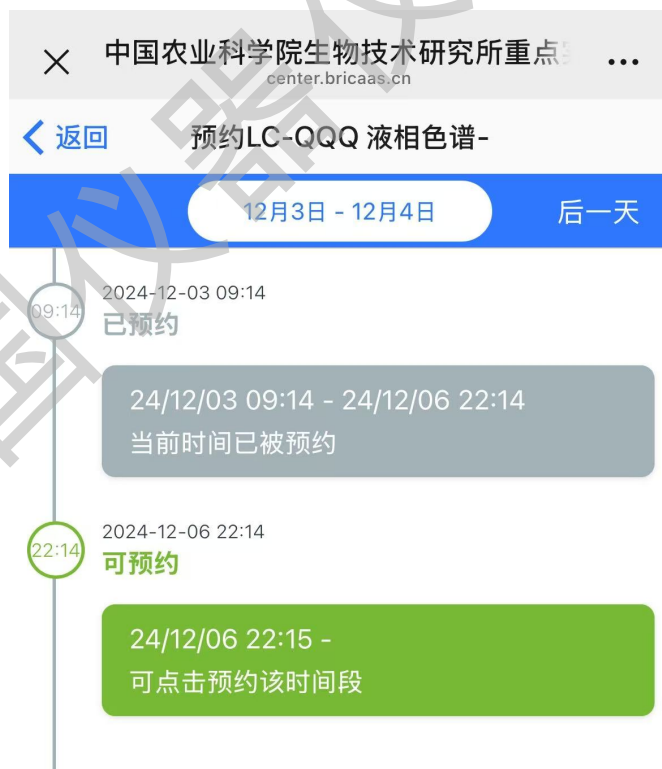 中国农业科学院生物技术研究所重点
center.bricaas.cn
返回
预约LC-QQQ 液相色谱-
12月3日 - 12月4日
后一天
09:14
2024-12-03 09:14
已预约
24/12/03 09:14 - 24/12/06 22:14
当前时间已被预约
22:14
2024-12-06 22:14
可预约
24/12/06 22:15 -
可点击预约该时间段